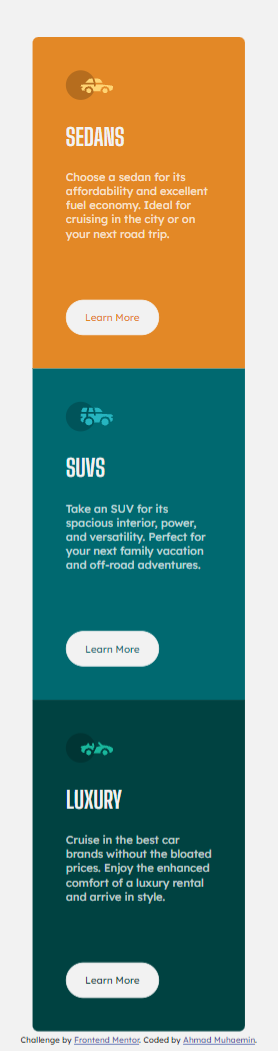 SEDANS
Choose a sedan for its
affordability and excellent
fuel economy. Ideal for
cruising in the city or on
your next road trip.
Learn More
SUVS
Take an SUV for its
spacious interior, power,
and versatility. Perfect for
your next family vacation
and off-road adventures.
Learn More
LUXURY
Cruise in the best car
brands without the bloated
prices. Enjoy the enhanced
comfort of a luxury rental
and arrive in style.
Learn More
Challenge by Frontend Mentor. Coded by Ahmad Muhaemin.